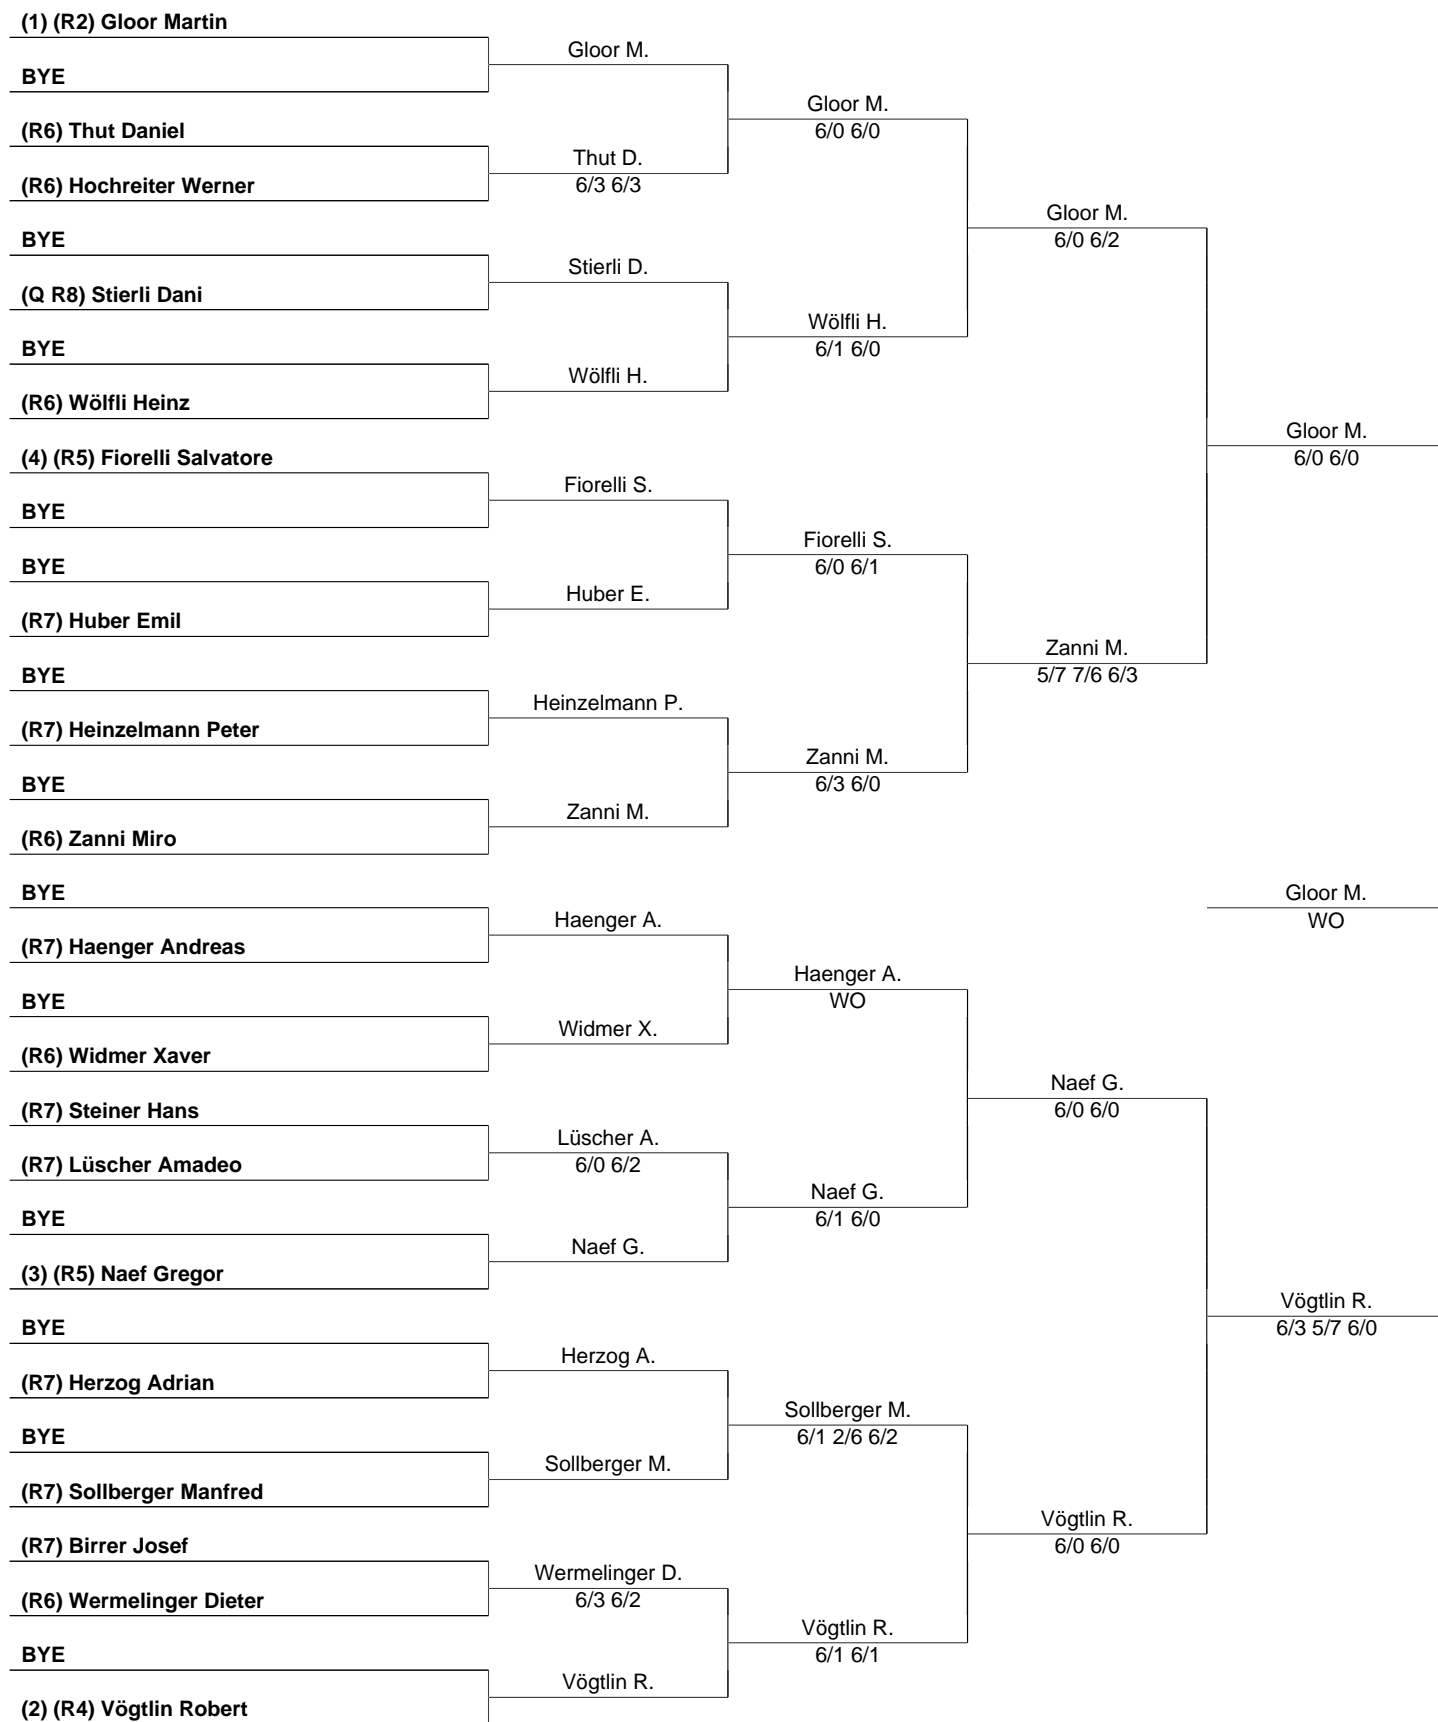 (1) (R2) Gloor Martin
BYE
(R6) Thut Daniel
(R6) Hochreiter Werner
BYE
(Q R8) Stierli Dani
BYE
(R6) Wölfli Heinz
(4) (R5) Fiorelli Salvatore
BYE
BYE
(R7) Huber Emil
BYE
(R7) Heinzelmann Peter
BYE
(R6) Zanni Miro
BYE
(R7) Haenger Andreas
BYE
(R6) Widmer Xaver
(R7) Steiner Hans
(R7) Lüscher Amadeo
BYE
(3) (R5) Naef Gregor
BYE
(R7) Herzog Adrian
BYE
(R7) Sollberger Manfred
(R7) Birrer Josef
(R6) Wermelinger Dieter
BYE
(2) (R4) Vögtlin Robert
Gloor M.
Thut D.
6/3 6/3
Stierli D.
Wölfli H.
Fiorelli S.
Huber E.
Heinzelmann P.
Zanni M.
Haenger A.
Widmer X.
Lüscher A.
6/0 6/2
Naef G.
Herzog A.
Sollberger M.
Wermelinger D.
6/3 6/2
Vögtlin R.
Gloor M.
6/0 6/0
Wölfli H.
6/1 6/0
Fiorelli S.
6/0 6/1
Zanni M.
6/3 6/0
Haenger A.
WO
Naef G.
6/1 6/0
Sollberger M.
6/1 2/6 6/2
Vögtlin R.
6/1 6/1
Gloor M.
6/0 6/2
Zanni M.
5/7 7/6 6/3
Naef G.
6/0 6/0
Vögtlin R.
6/0 6/0
Gloor M.
6/0 6/0
Gloor M.
WO
Vögtlin R.
6/3 5/7 6/0